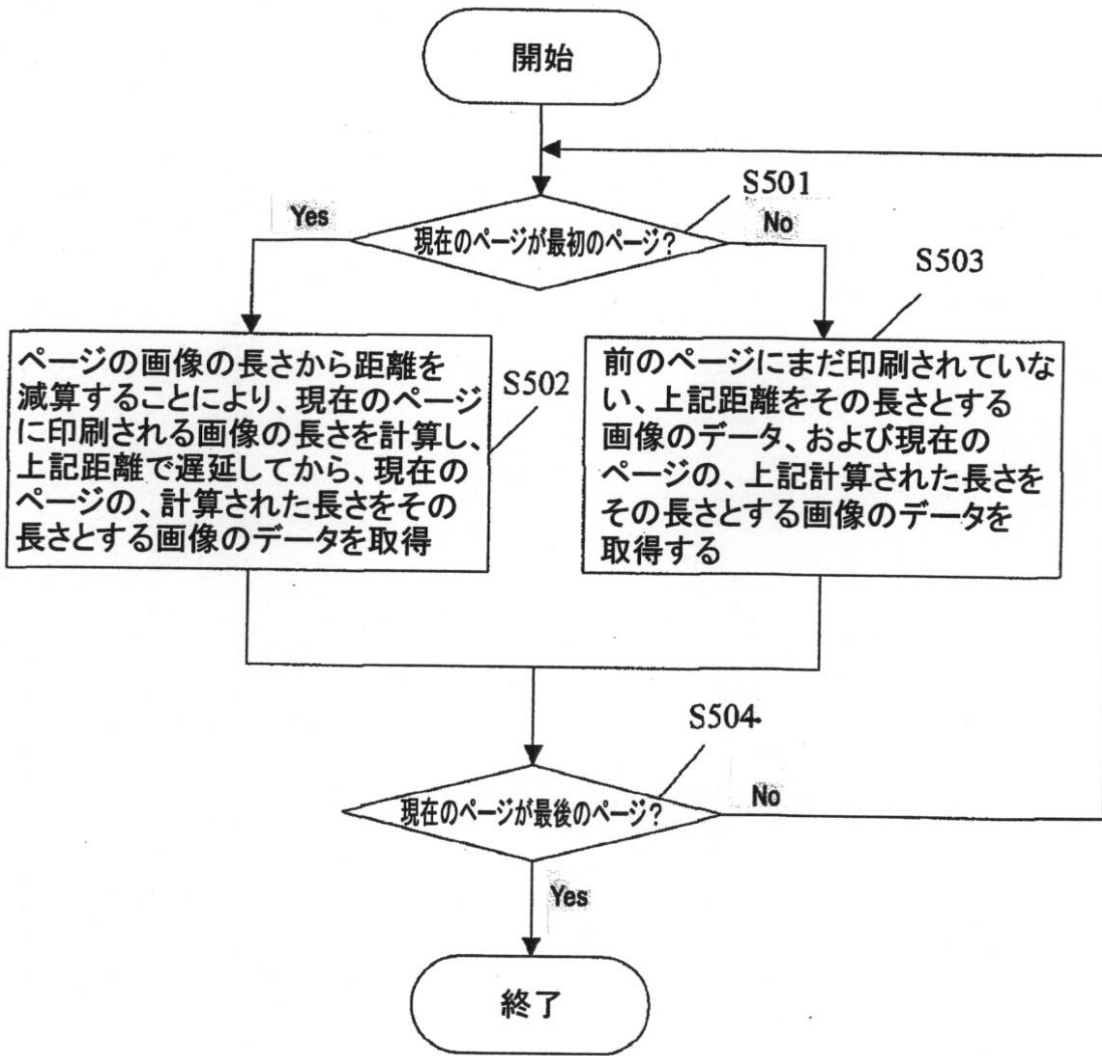 開始
S501
Yes
No
現在のページが最初のページ?
S503
ページの画像の長さから距離を
減算することにより、現在のページ
に印刷される画像の長さを計算し、
上記距離で遅延してから、現在の
ページの、計算された長さをその
長さとする画像のデータを取得
S502
前のページにまだ印刷されていな
い、上記距離をその長さとする
画像のデータ、および現在の
ページの、上記計算された長さを
その長さとする画像のデータを
取得する
S504
現在のページが最後のページ?
No
Yes
終了